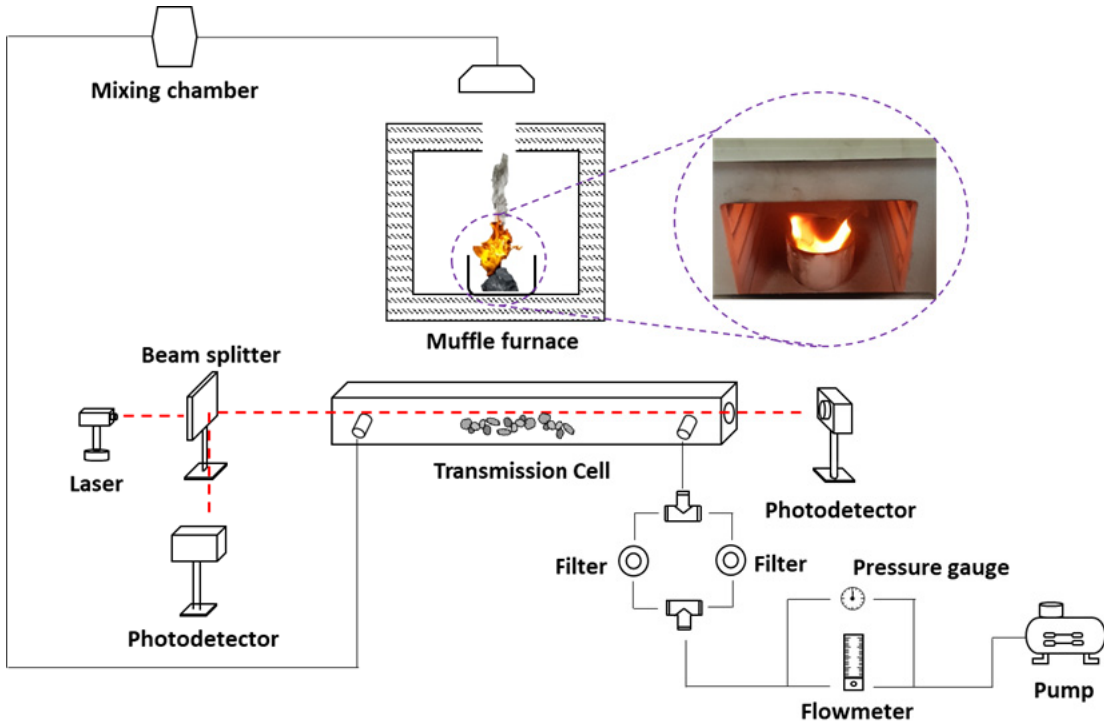 Mixing chamber
Muffle furnace
Beam splitter
Laser
Transmission Cell
Photodetector
Photodetector
Filter
Filter
Pressure gauge
Flowmeter
Pump